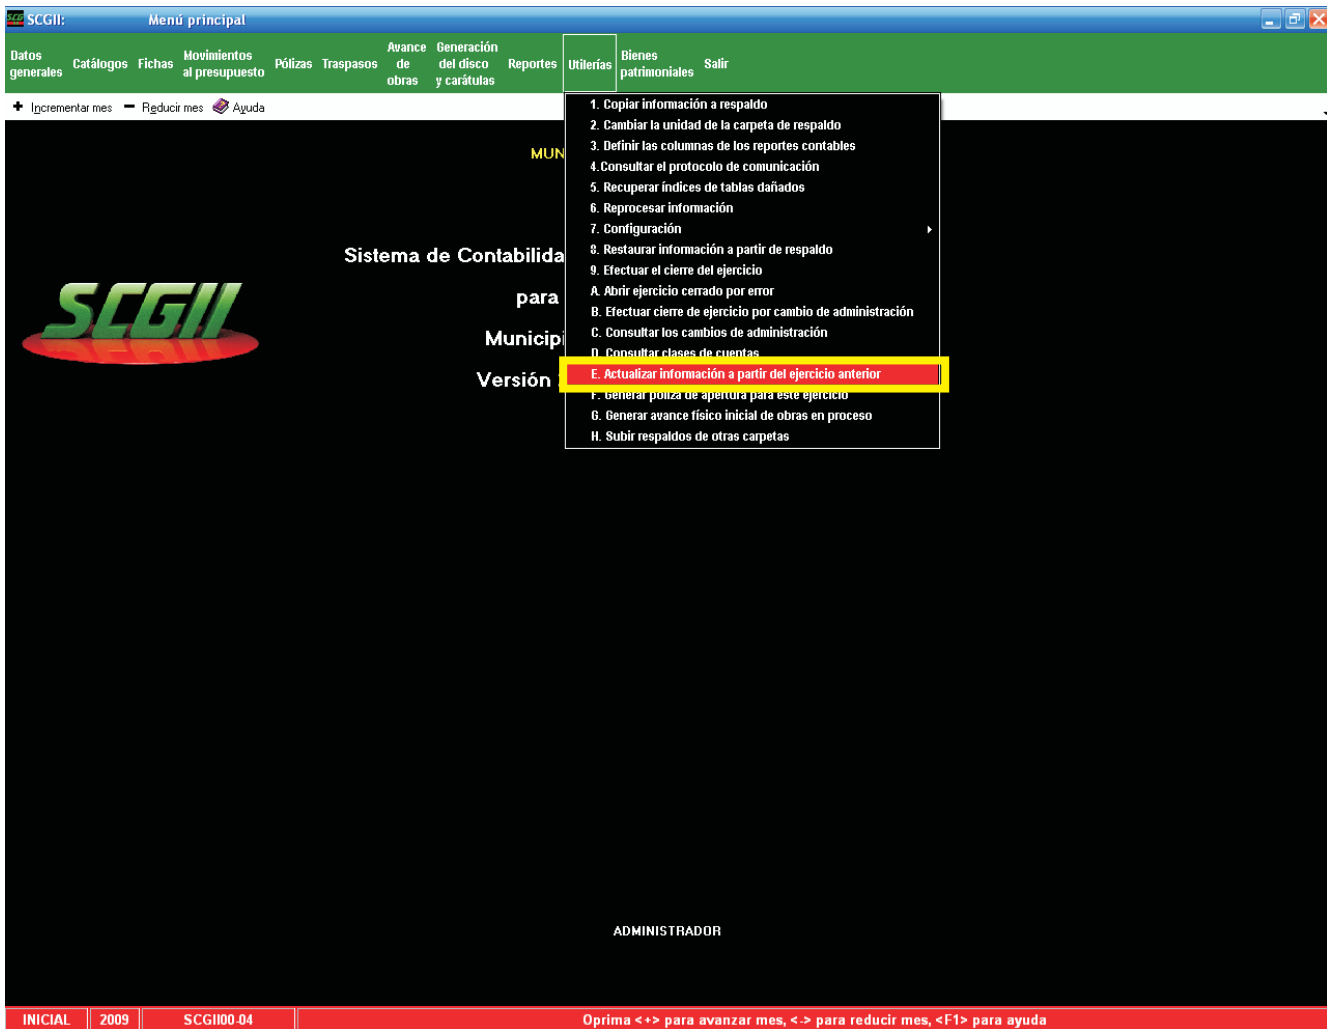 SCGII: Menú principal
Datos generales
Catálogos
Fichas
Movimientos al presupuesto
Pólizas
Traspasos
Avance de obras
Generación del disco y carátulas
Reportes
Utilerías
Bienes patrimoniales
Salir
+ Incrementar mes
− Reducir mes
Ayuda
1. Copiar información a respaldo
2. Cambiar la unidad de la carpeta de respaldo
3. Definir las columnas de los reportes contables
4.Consultar el protocolo de comunicación
5. Recuperar índices de tablas dañados
6. Reprocesar información
7. Configuración
8. Restaurar información a partir de respaldo
9. Efectuar el cierre del ejercicio
A. Abrir ejercicio cerrado por error
B. Efectuar cierre de ejercicio por cambio de administración
C. Consultar los cambios de administración
D. Consultar clases de cuentas
E. Actualizar información a partir del ejercicio anterior
F. Generar póliza de apertura para este ejercicio
G. Generar avance físico inicial de obras en proceso
H. Subir respaldos de otras carpetas
MUN
Sistema de Contabilida
para
Municipi
Versión
SCGII
ADMINISTRADOR
INICIAL 2009 SCGII00-04 Oprima <+> para avanzar mes, <-> para reducir mes, <F1> para ayuda